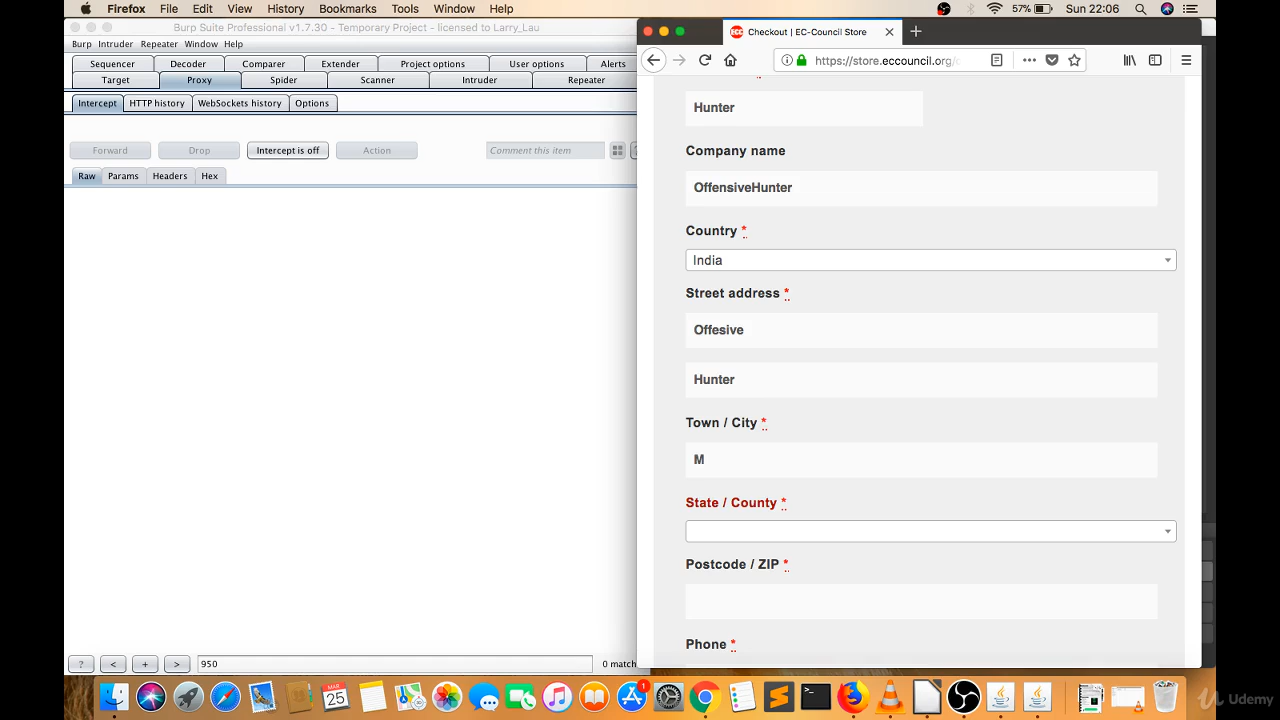 Firefox File Edit View History Bookmarks Tools Window Help 57% Sun 22:06
Burp Suite Professional v1.7.30 - Temporary Project - licensed to Larry_Lau
Burp Intruder Repeater Window Help
Sequencer Decoder Comparer Extender Project options User options Alerts
Target Proxy Spider Scanner Intruder Repeater
Intercept HTTP history WebSockets history Options
Forward Drop Intercept is off Action Comment this item
Raw Params Headers Hex
? < + > 950 0 match
ECC Checkout | EC-Council Store
https://store.eccouncil.org/
Hunter
Company name
OffensiveHunter
Country *
India
Street address *
Offesive
Hunter
Town / City *
M
State / County *
Postcode / ZIP *
Phone *
MAR
25
1
Udemy